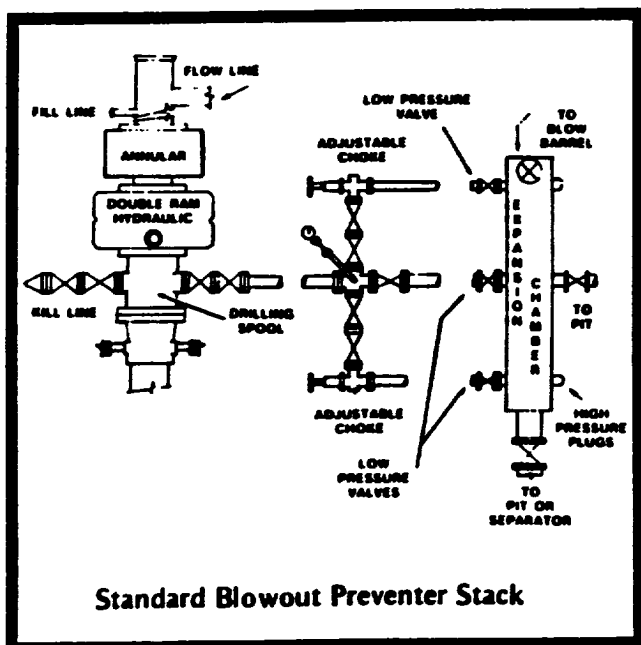 FLOW LINE
FILL LINE
ANNULAR
DOUBLE RAM
HYDRAULIC
KILL LINE
DRILLING
SPOOL
ADJUSTABLE
CHOKE
ADJUSTABLE
CHOKE
LOW PRESSURE
VALVE
TO
BLOW
BARREL
EXPANSION
CHAMBER
TO
PIT
LOW
PRESSURE
VALVES
HIGH
PRESSURE
PLUGS
TO
PIT OR
SEPARATOR
Standard Blowout Preventer Stack